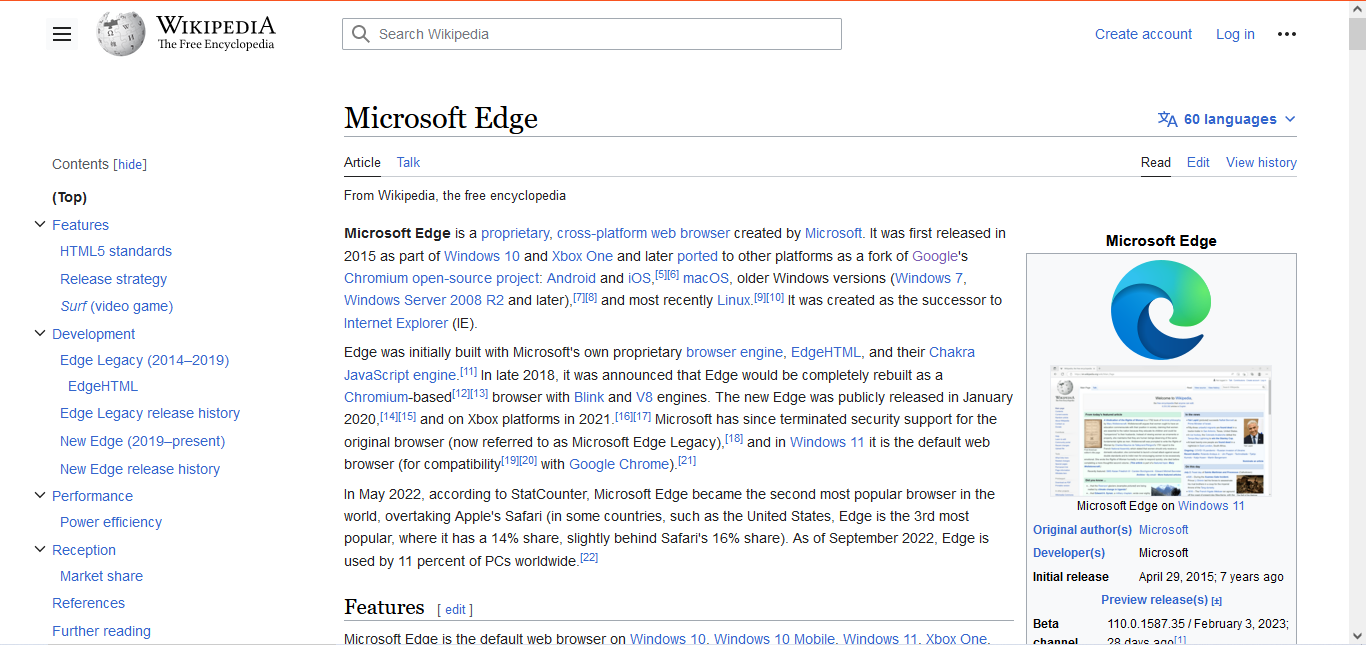 WIKIPEDIA
The Free Encyclopedia
Search Wikipedia
Create account
Log in
Microsoft Edge
60 languages
Contents [hide]
Article
Talk
Read
Edit
View history
(Top)
From Wikipedia, the free encyclopedia
Features
HTML5 standards
Release strategy
Surf (video game)
Development
Edge Legacy (2014–2019)
EdgeHTML
Edge Legacy release history
New Edge (2019–present)
New Edge release history
Performance
Power efficiency
Reception
Market share
References
Further reading
Microsoft Edge is a proprietary, cross-platform web browser created by Microsoft. It was first released in
2015 as part of Windows 10 and Xbox One and later ported to other platforms as a fork of Google's
Chromium open-source project: Android and iOS,[5][6] macOS, older Windows versions (Windows 7,
Windows Server 2008 R2 and later),[7][8] and most recently Linux.[9][10] It was created as the successor to
Internet Explorer (IE).
Edge was initially built with Microsoft's own proprietary browser engine, EdgeHTML, and their Chakra
JavaScript engine.[11] In late 2018, it was announced that Edge would be completely rebuilt as a
Chromium-based[12][13] browser with Blink and V8 engines. The new Edge was publicly released in January
2020,[14][15] and on Xbox platforms in 2021.[16][17] Microsoft has since terminated security support for the
original browser (now referred to as Microsoft Edge Legacy),[18] and in Windows 11 it is the default web
browser (for compatibility[19][20] with Google Chrome).[21]
In May 2022, according to StatCounter, Microsoft Edge became the second most popular browser in the
world, overtaking Apple's Safari (in some countries, such as the United States, Edge is the 3rd most
popular, where it has a 14% share, slightly behind Safari's 16% share). As of September 2022, Edge is
used by 11 percent of PCs worldwide.[22]
Features [ edit ]
Microsoft Edge is the default web browser on Windows 10, Windows 10 Mobile, Windows 11, Xbox One,
Microsoft Edge
Microsoft Edge on Windows 11
Original author(s) Microsoft
Developer(s) Microsoft
Initial release April 29, 2015; 7 years ago
Preview release(s) [±]
Beta 110.0.1587.35 / February 3, 2023;
channel 28 days ago[1]